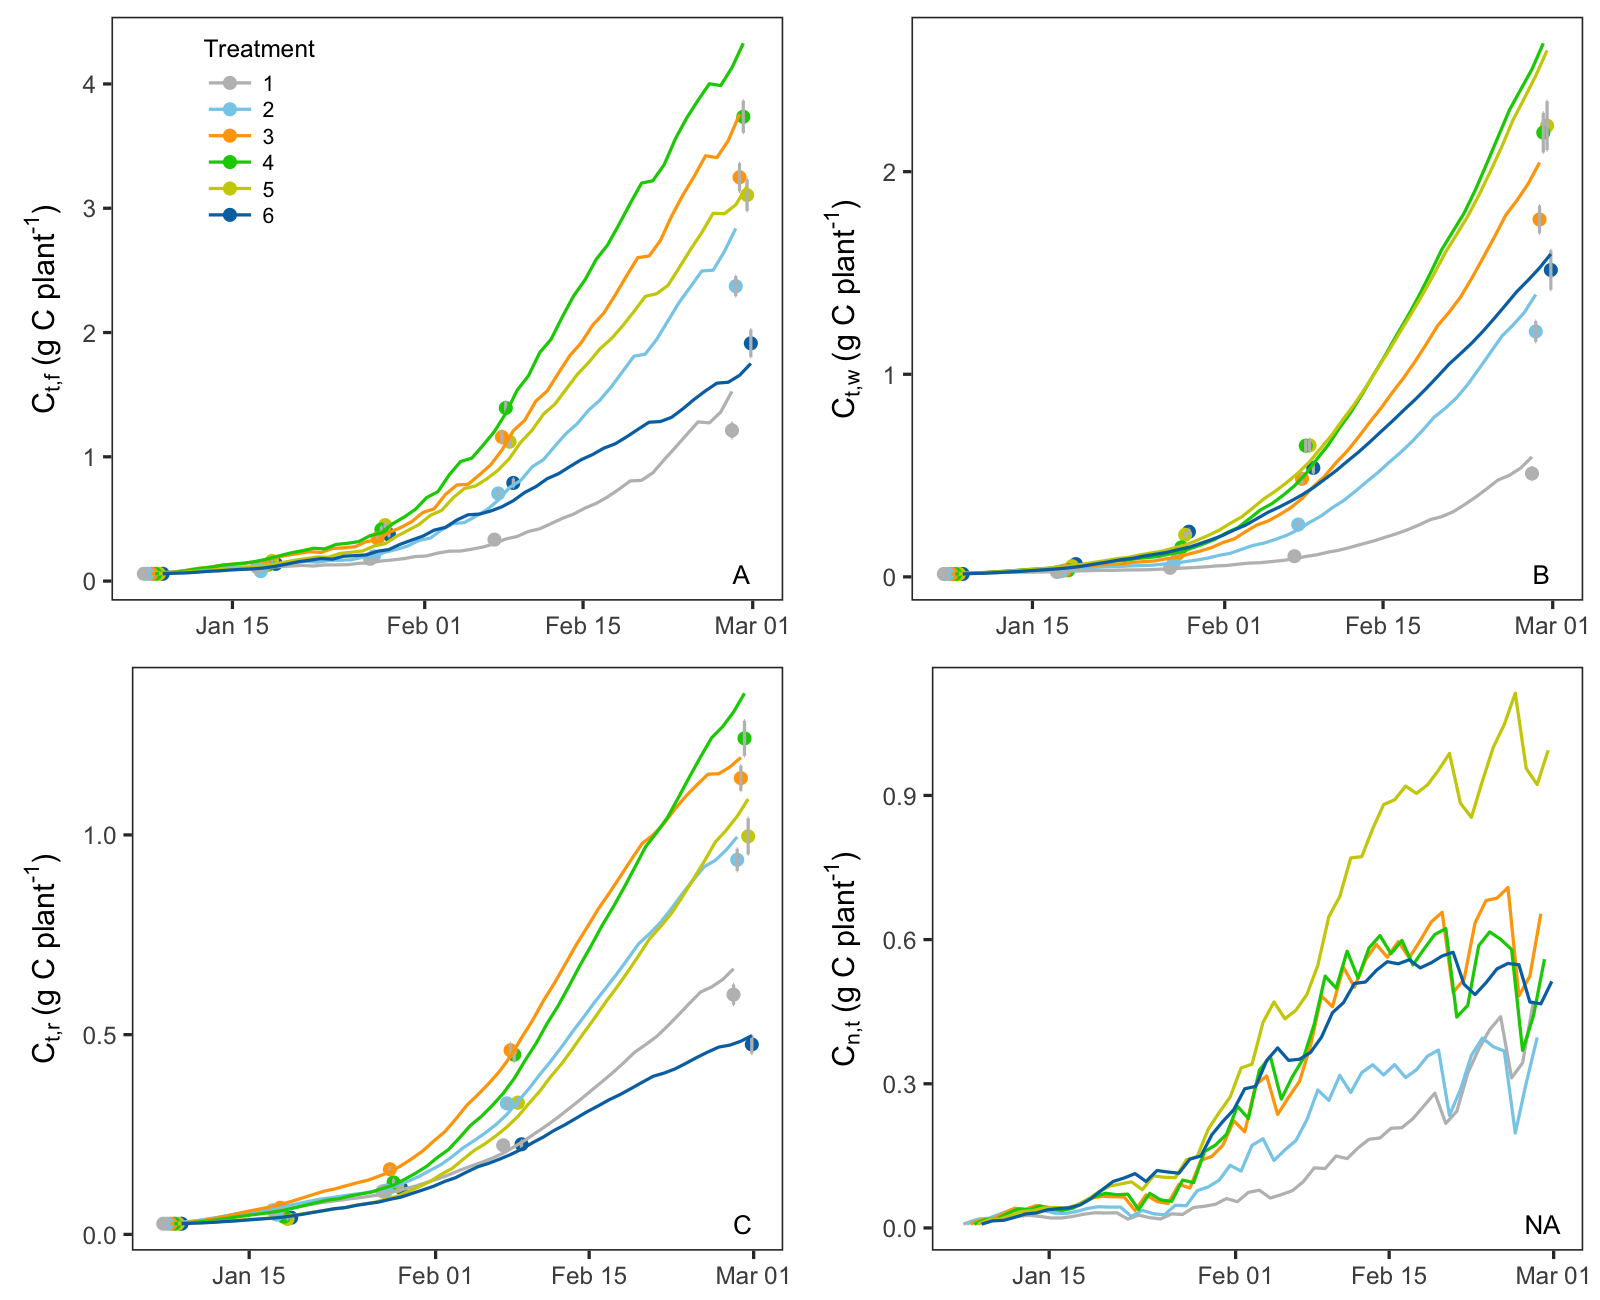 Treatment
1
2
3
4
5
6
C_t,f (g C plant^-1)
4
3
2
1
0
A
Jan 15
Feb 01
Feb 15
Mar 01
C_t,w (g C plant^-1)
2
1
0
B
Jan 15
Feb 01
Feb 15
Mar 01
C_t,r (g C plant^-1)
1.0
0.5
0.0
C
Jan 15
Feb 01
Feb 15
Mar 01
C_n,t (g C plant^-1)
0.9
0.6
0.3
0.0
NA
Jan 15
Feb 01
Feb 15
Mar 01